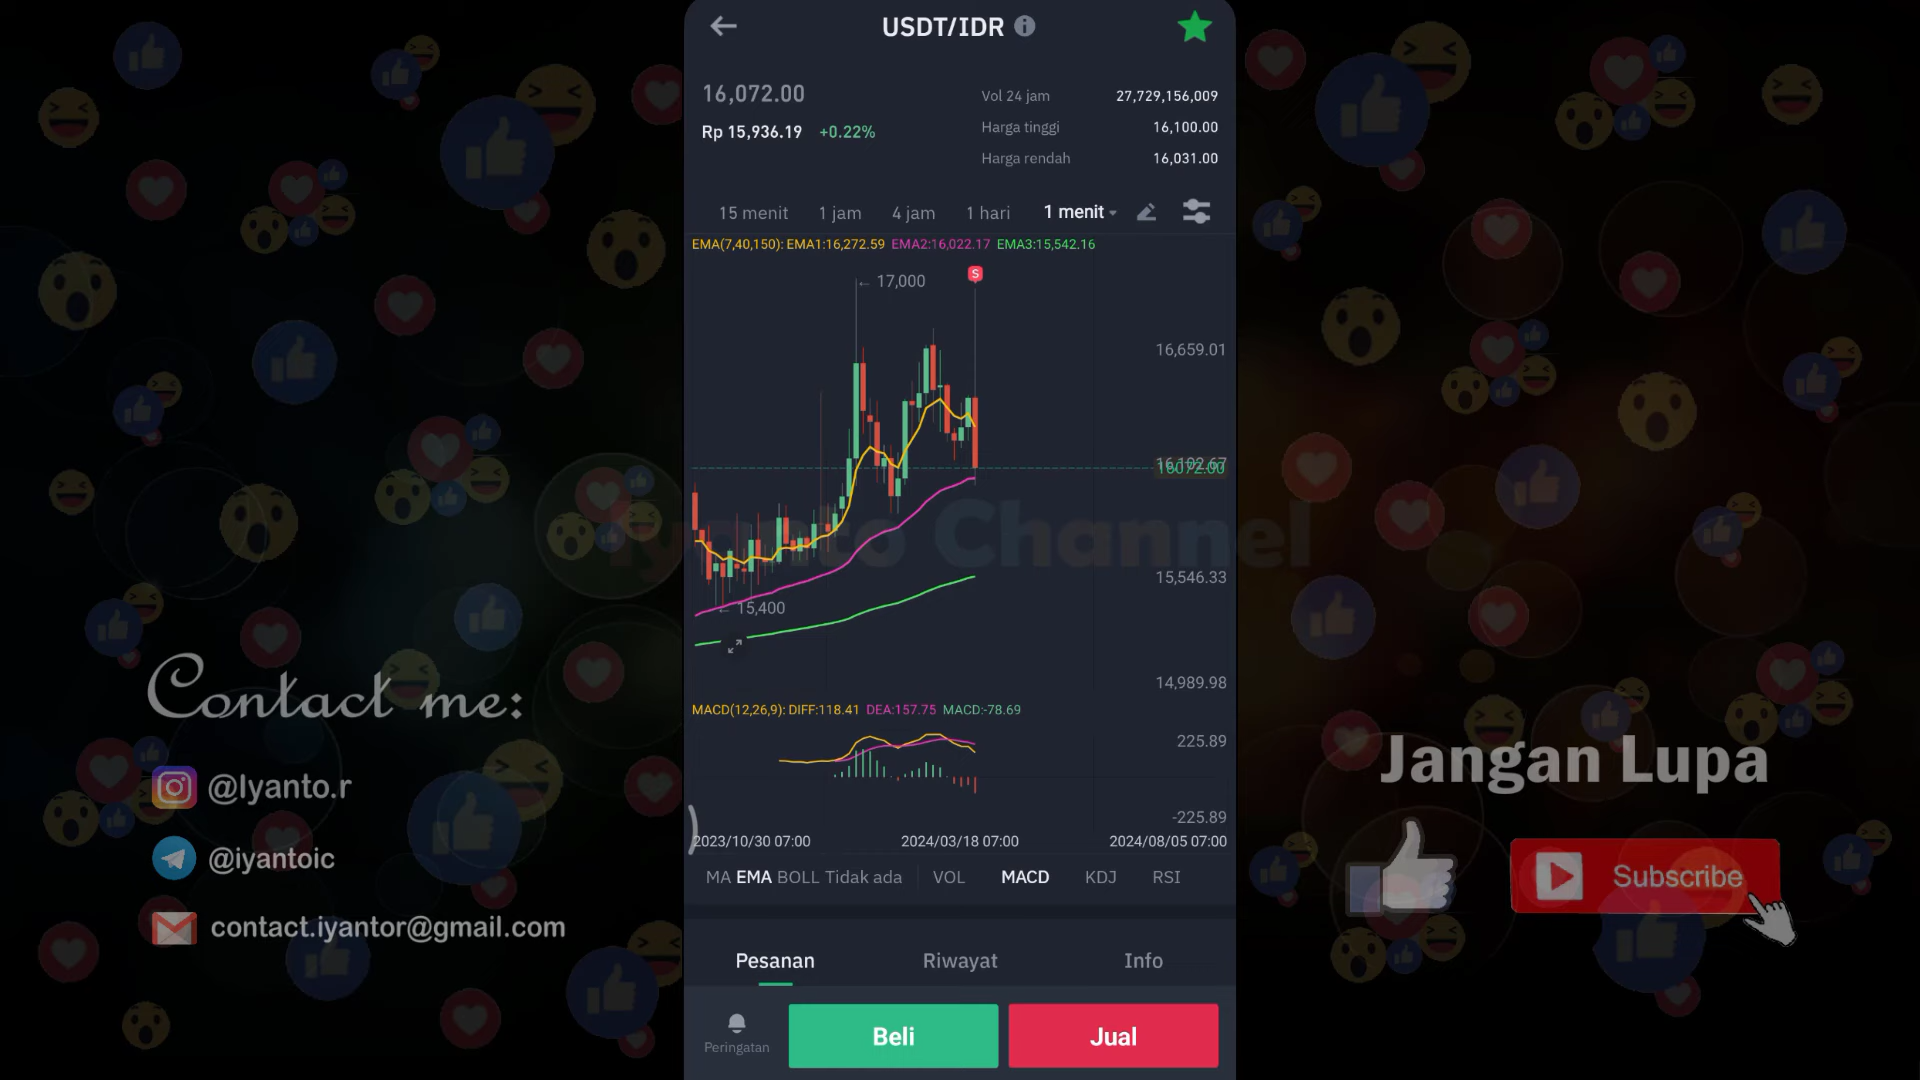 USDT/IDR
16,072.00
Rp 15,936.19 +0.22%
Vol 24 jam 27,729,156,009
Harga tinggi 16,100.00
Harga rendah 16,031.00
15 menit 1 jam 4 jam 1 hari 1 menit
EMA(7,40,150): EMA1:16,272.59 EMA2:16,022.17 EMA3:15,542.16
S
← 17,000
16,659.01
16072.00
Iyanto Channel
15,546.33
← 15,400
14,989.98
MACD(12,26,9): DIFF:118.41 DEA:157.75 MACD:-78.69
225.89
-225.89
2023/10/30 07:00 2024/03/18 07:00 2024/08/05 07:00
MA EMA BOLL Tidak ada VOL MACD KDJ RSI
Pesanan Riwayat Info
Peringatan
Beli Jual
Contact me:
@Iyanto.r
@iyantoic
contact.iyantor@gmail.com
Jangan Lupa
Subscribe